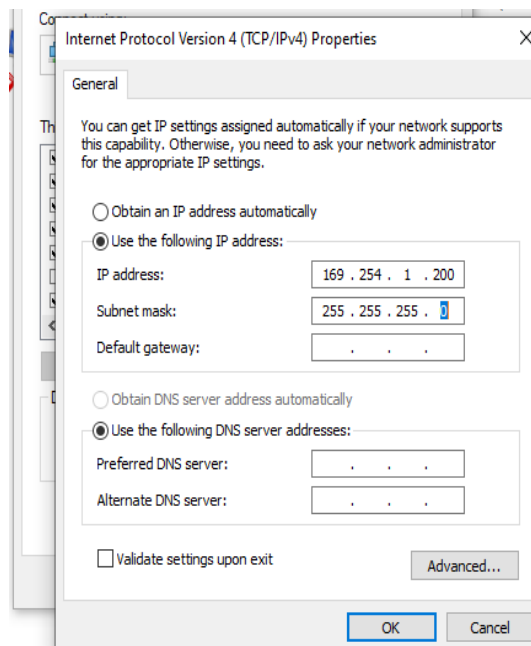 Internet Protocol Version 4 (TCP/IPv4) Properties
General
Th
You can get IP settings assigned automatically if your network supports
this capability. Otherwise, you need to ask your network administrator
for the appropriate IP settings.
Obtain an IP address automatically
Use the following IP address:
IP address: 169 . 254 . 1 . 200
Subnet mask: 255 . 255 . 255 . 0
Default gateway: . . .
Obtain DNS server address automatically
Use the following DNS server addresses:
Preferred DNS server: . . .
Alternate DNS server: . . .
Validate settings upon exit
Advanced...
OK Cancel